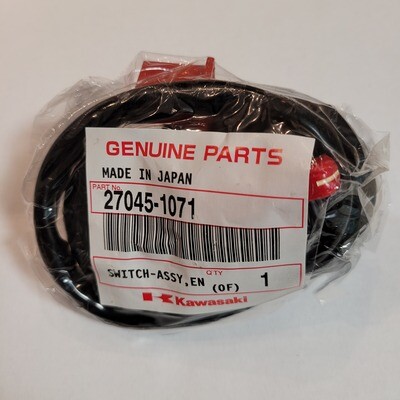 GENUINE PARTS
MADE IN JAPAN
PART No.
27045-1071
SWITCH-ASSY,EN (OF) QTY 1
Kawasaki